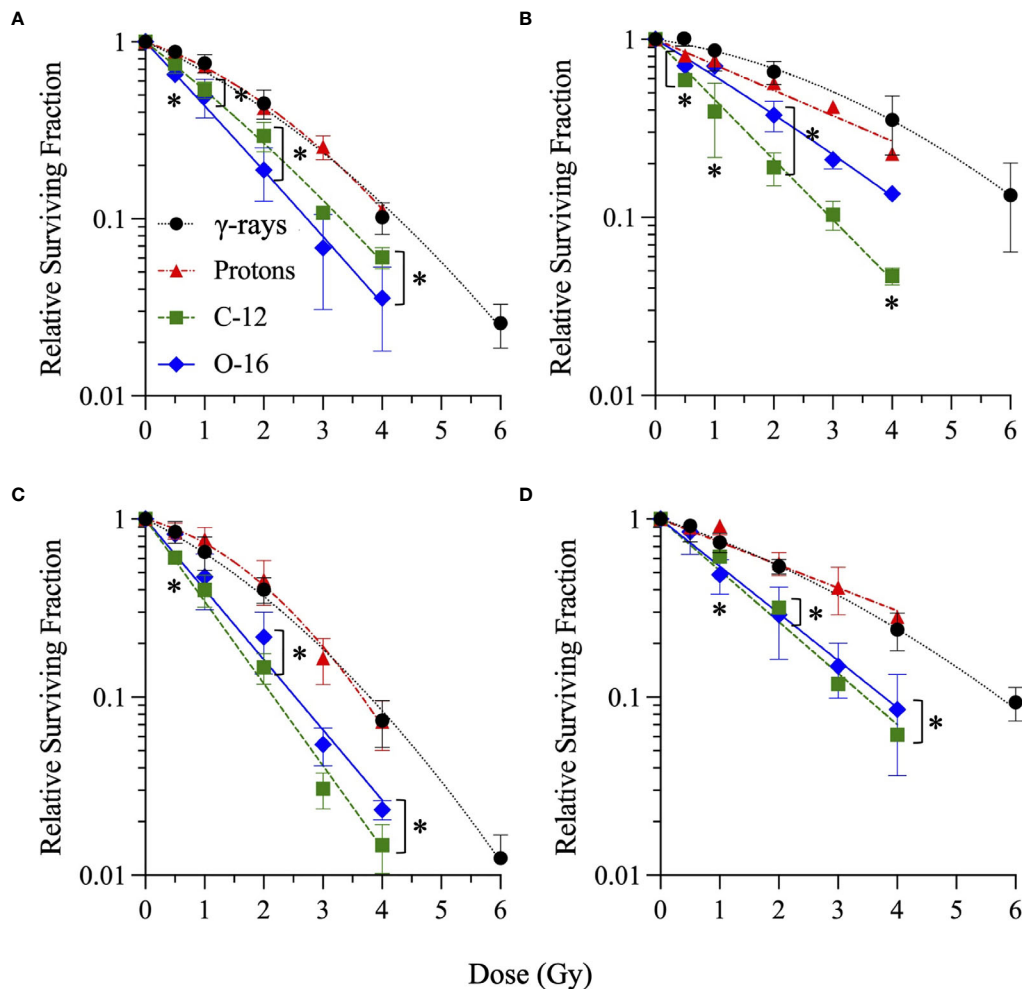 A
B
Relative Surviving Fraction
1
0.1
0.01
0 1 2 3 4 5 6
γ-rays
Protons
C-12
O-16
* * * *
Relative Surviving Fraction
1
0.1
0.01
0 1 2 3 4 5 6
* * * *
C
D
Relative Surviving Fraction
1
0.1
0.01
0 1 2 3 4 5 6
* * *
Relative Surviving Fraction
1
0.1
0.01
0 1 2 3 4 5 6
* * *
Dose (Gy)